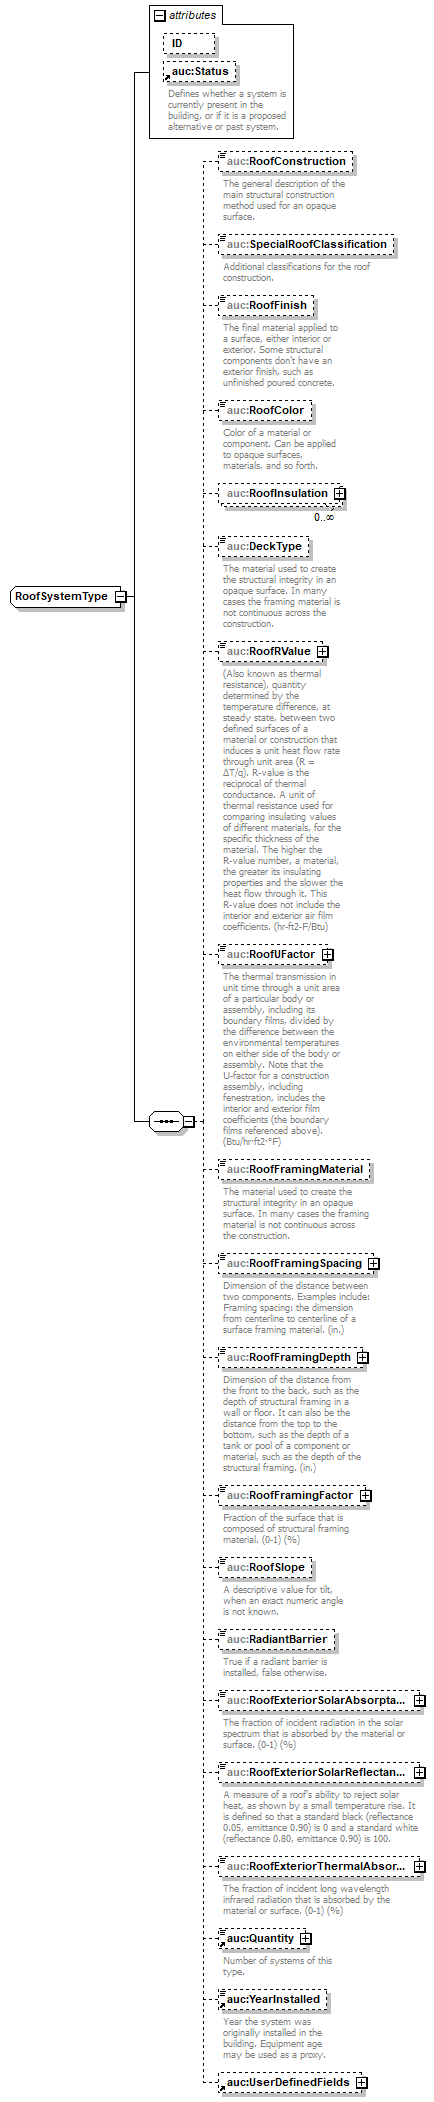 attributes
ID
auc:Status
Defines whether a system is
currently present in the
building, or if it is a proposed
alternative or past system.
auc:RoofConstruction
The general description of the
main structural construction
method used for an opaque
surface.
auc:SpecialRoofClassification
Additional classifications for the roof
construction.
auc:RoofFinish
The final material applied to
a surface, either interior or
exterior. Some structural
components don't have an
exterior finish, such as
unfinished poured concrete.
auc:RoofColor
Color of a material or
component. Can be applied
to opaque surfaces,
materials, and so forth.
auc:RoofInsulation
0..∞
auc:DeckType
The material used to create
the structural integrity in an
opaque surface. In many
cases the framing material is
not continuous across the
construction.
RoofSystemType
auc:RoofRValue
(Also known as thermal
resistance), quantity
determined by the
temperature difference, at
steady state, between two
defined surfaces of a
material or construction that
induces a unit heat flow rate
through unit area (R =
ΔT/q). R-value is the
reciprocal of thermal
conductance. A unit of
thermal resistance used for
comparing insulating values
of different materials, for the
specific thickness of the
material. The higher the
R-value number, a material,
the greater its insulating
properties and the slower the
heat flow through it. This
R-value does not include the
interior and exterior air film
coefficients. (hr-ft2-F/Btu)
auc:RoofUFactor
The thermal transmission in
unit time through a unit area
of a particular body or
assembly, including its
boundary films, divided by
the difference between the
environmental temperatures
on either side of the body or
assembly. Note that the
U-factor for a construction
assembly, including
fenestration, includes the
interior and exterior film
coefficients (the boundary
films referenced above).
(Btu/hr·ft2·°F)
auc:RoofFramingMaterial
The material used to create the
structural integrity in an opaque
surface. In many cases the framing
material is not continuous across
the construction.
auc:RoofFramingSpacing
Dimension of the distance between
two components. Examples include:
Framing spacing: the dimension
from centerline to centerline of a
surface framing material. (in.)
auc:RoofFramingDepth
Dimension of the distance from
the front to the back, such as the
depth of structural framing in a
wall or floor. It can also be the
distance from the top to the
bottom, such as the depth of a
tank or pool of a component or
material, such as the depth of the
structural framing. (in.)
auc:RoofFramingFactor
Fraction of the surface that is
composed of structural framing
material. (0-1) (%)
auc:RoofSlope
A descriptive value for tilt,
when an exact numeric angle
is not known.
auc:RadiantBarrier
True if a radiant barrier is
installed, false otherwise.
auc:RoofExteriorSolarAbsorpta...
The fraction of incident radiation in the solar
spectrum that is absorbed by the material or
surface. (0-1) (%)
auc:RoofExteriorSolarReflectan...
A measure of a roof's ability to reject solar
heat, as shown by a small temperature rise. It
is defined so that a standard black (reflectance
0.05, emittance 0.90) is 0 and a standard white
(reflectance 0.80, emittance 0.90) is 100.
auc:RoofExteriorThermalAbsor...
The fraction of incident long wavelength
infrared radiation that is absorbed by the
material or surface. (0-1) (%)
auc:Quantity
Number of systems of this
type.
auc:YearInstalled
Year the system was
originally installed in the
building. Equipment age
may be used as a proxy.
auc:UserDefinedFields